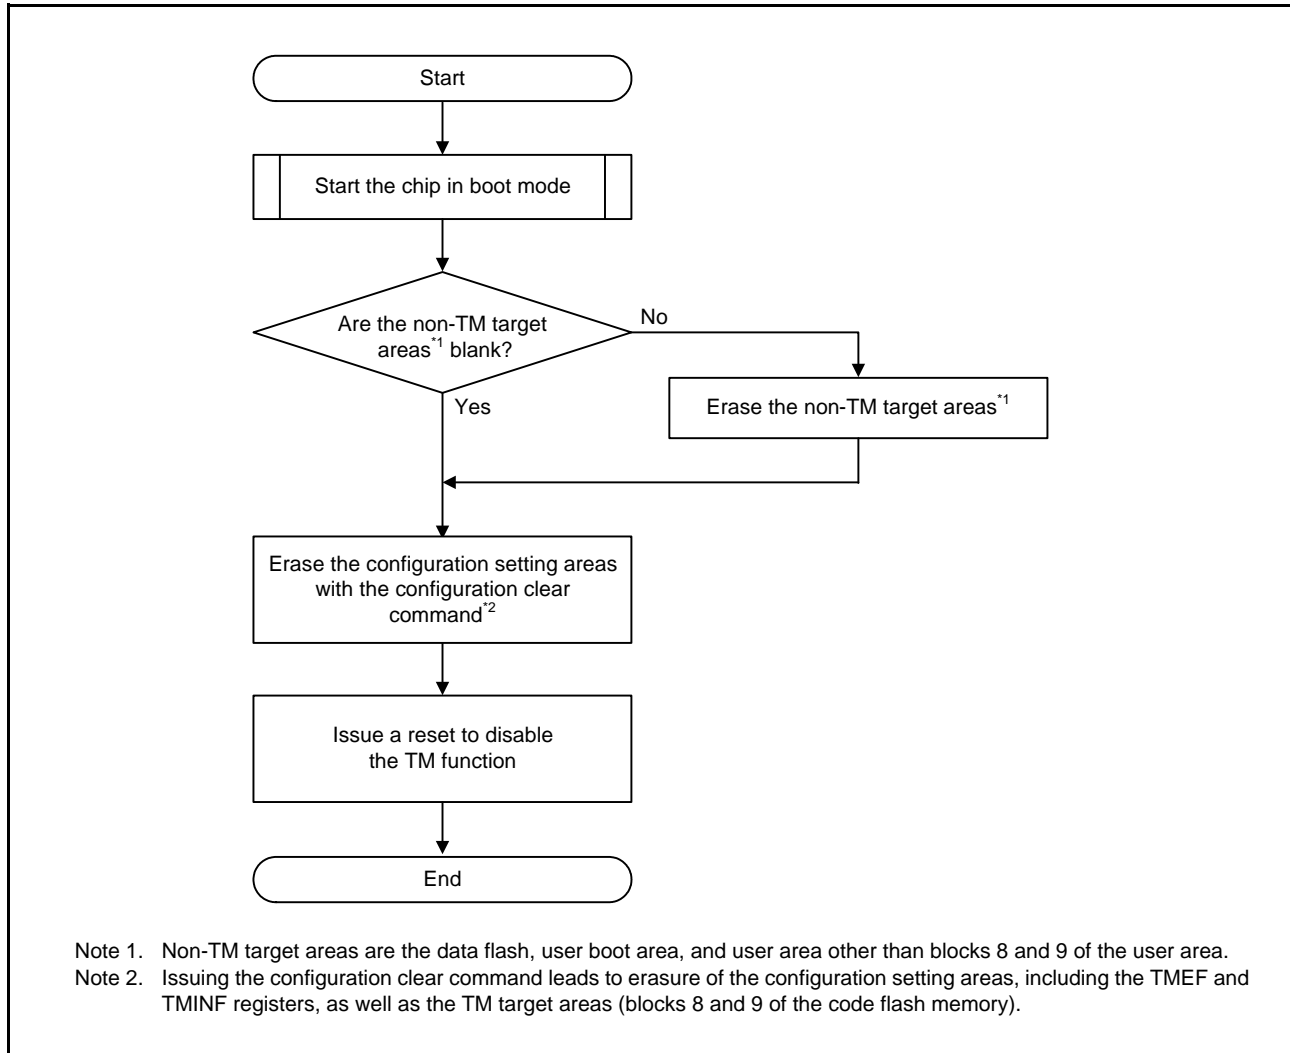 Start
Start the chip in boot mode
Are the non-TM target
areas*1 blank?
No
Yes
Erase the non-TM target areas*1
Erase the configuration setting areas
with the configuration clear
command*2
Issue a reset to disable
the TM function
End
Note 1. Non-TM target areas are the data flash, user boot area, and user area other than blocks 8 and 9 of the user area.
Note 2. Issuing the configuration clear command leads to erasure of the configuration setting areas, including the TMEF and
TMINF registers, as well as the TM target areas (blocks 8 and 9 of the code flash memory).